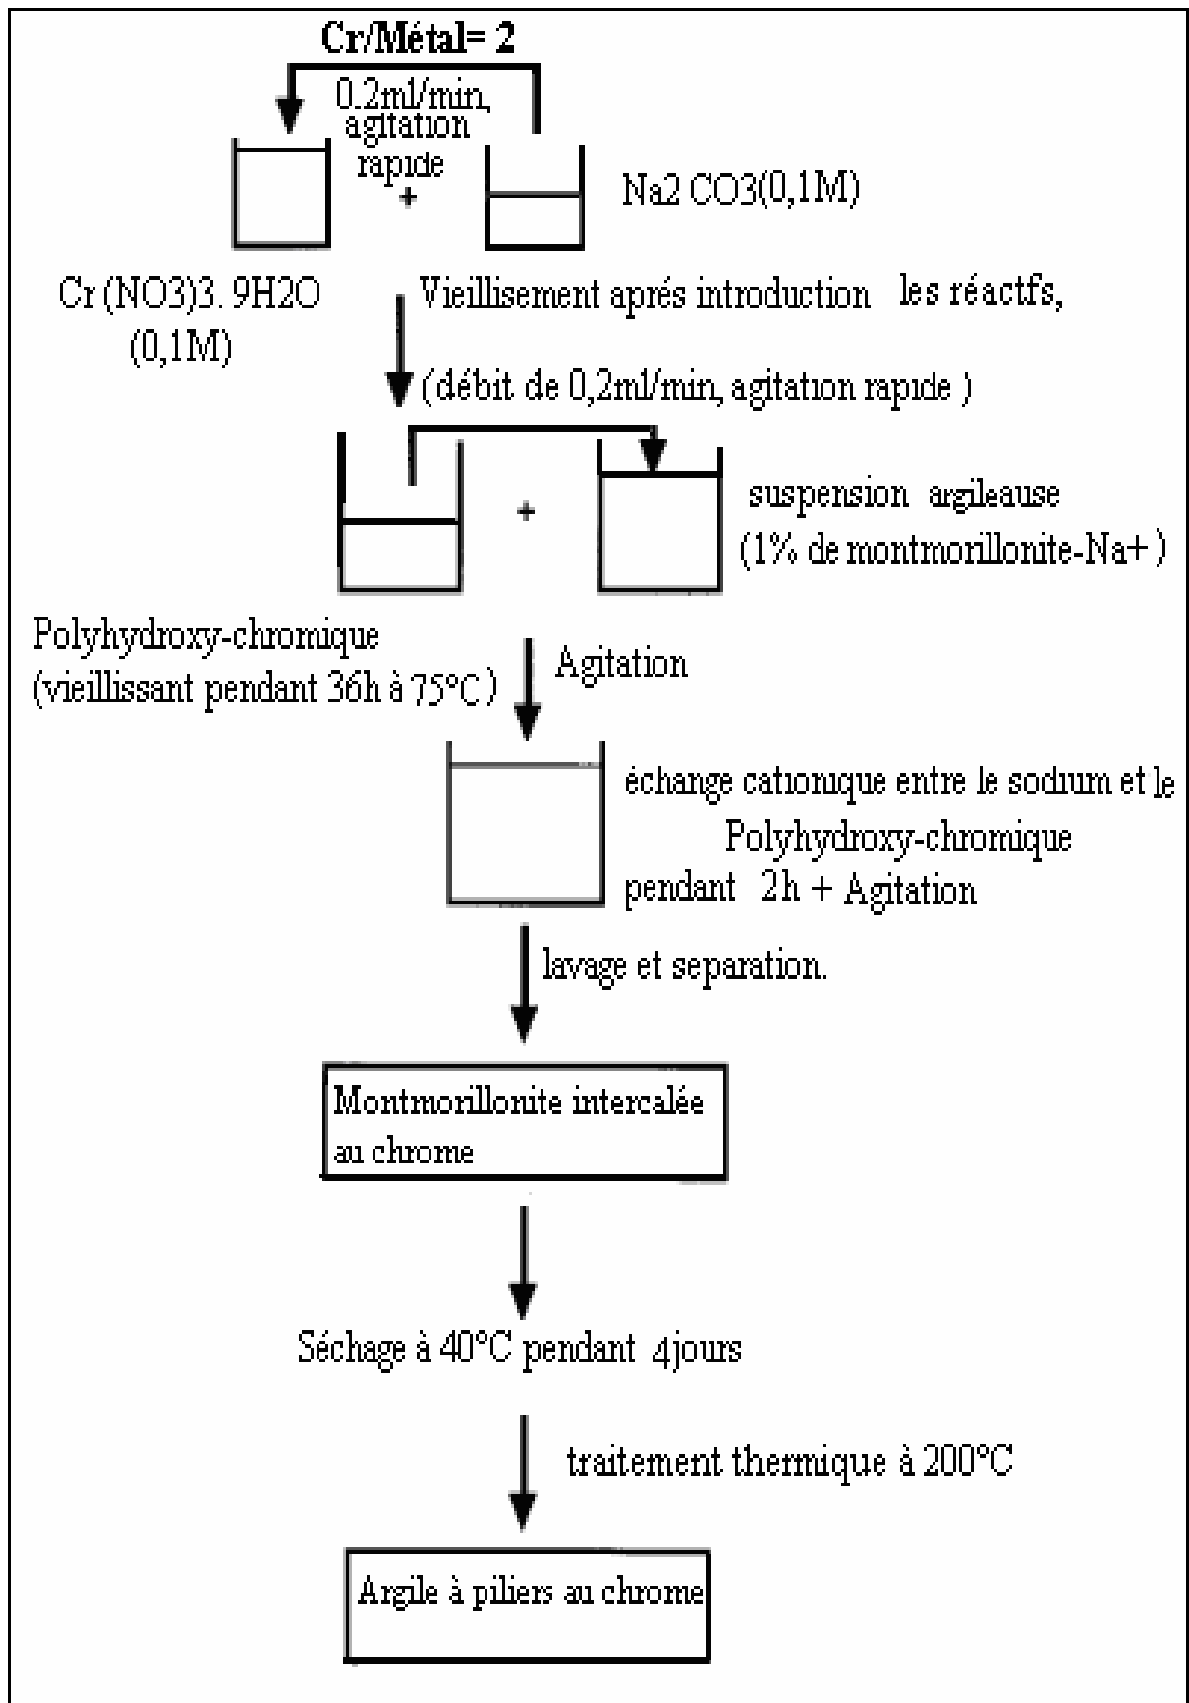 Cr/Métal= 2
0.2ml/min,
agitation
rapide
+
Na2 CO3(0,1M)
Cr (NO3)3. 9H2O
(0,1M)
Vieillisement aprés introduction les réactfs,
(débit de 0,2ml/min, agitation rapide )
+
suspension argileause
(1% de montmorillonite-Na+ )
Polyhydroxy-chromique
(vieillissant pendant 36h à 75°C )
Agitation
échange cationique entre le sodium et le
Polyhydroxy-chromique
pendant 2h + Agitation
lavage et separation.
Montmorillonite intercalée
au chrome
Séchage à 40°C pendant 4jours
traitement thermique à 200°C
Argile à piliers au chrome